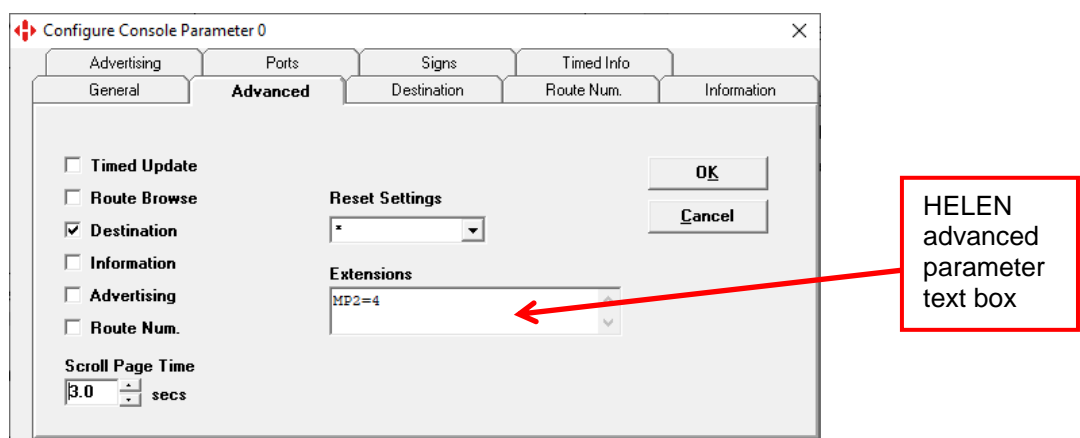 Configure Console Parameter 0
Advertising Ports Signs Timed Info
General Advanced Destination Route Num. Information
Timed Update
Route Browse
Destination
Information
Advertising
Route Num.
Scroll Page Time
3.0 secs
Reset Settings
*
Extensions
MP2=4
OK
Cancel
HELEN
advanced
parameter
text box